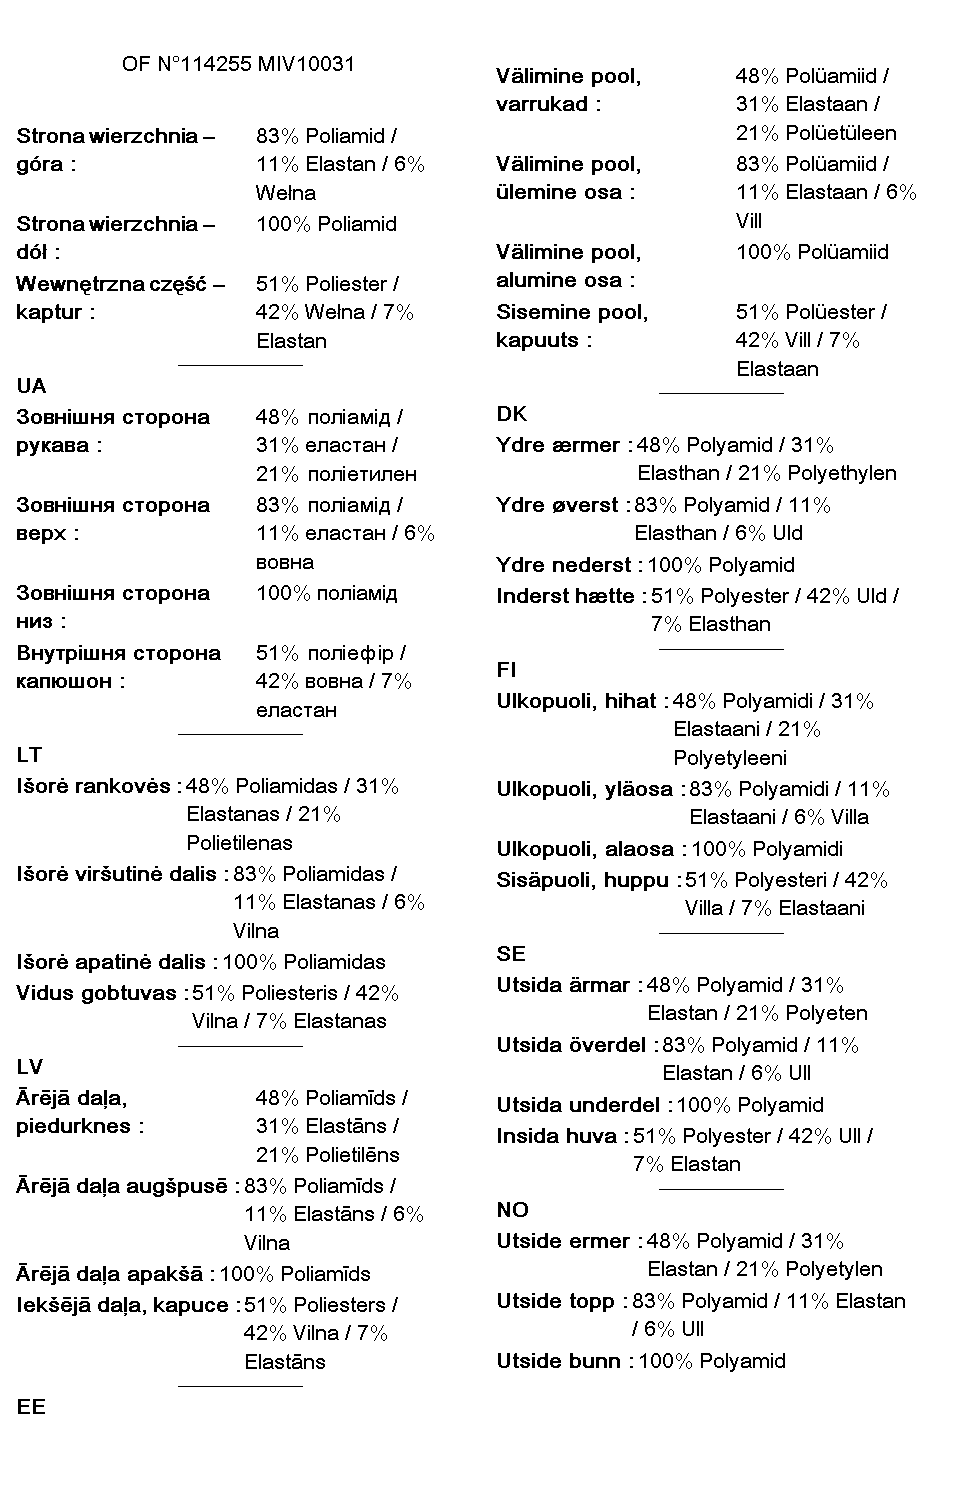 OF N°114255 MIV10031
Strona wierzchnia – 83% Poliamid /
góra : 11% Elastan / 6%
Wełna
Strona wierzchnia – 100% Poliamid
dół :
Wewnętrzna część – 51% Poliester /
kaptur : 42% Wełna / 7%
Elastan
UA
Зовнішня сторона 48% поліамід /
рукава : 31% еластан /
21% поліетилен
Зовнішня сторона 83% поліамід /
верх : 11% еластан / 6%
вовна
Зовнішня сторона 100% поліамід
низ :
Внутрішня сторона 51% поліефір /
капюшон : 42% вовна / 7%
еластан
LT
Išorė rankovės : 48% Poliamidas / 31%
Elastanas / 21%
Polietilenas
Išorė viršutinė dalis : 83% Poliamidas /
11% Elastanas / 6%
Vilna
Išorė apatinė dalis : 100% Poliamidas
Vidus gobtuvas : 51% Poliesteris / 42%
Vilna / 7% Elastanas
LV
Ārējā daļa, 48% Poliamīds /
piedurknes : 31% Elastāns /
21% Polietilēns
Ārējā daļa augšpusē : 83% Poliamīds /
11% Elastāns / 6%
Vilna
Ārējā daļa apakšā : 100% Poliamīds
Iekšējā daļa, kapuce : 51% Poliesters /
42% Vilna / 7%
Elastāns
EE
Välimine pool, 48% Polüamiid /
varrukad : 31% Elastaan /
21% Polüetüleen
Välimine pool, 83% Polüamiid /
ülemine osa : 11% Elastaan / 6%
Vill
Välimine pool, 100% Polüamiid
alumine osa :
Sisemine pool, 51% Polüester /
kapuuts : 42% Vill / 7%
Elastaan
DK
Ydre ærmer : 48% Polyamid / 31%
Elasthan / 21% Polyethylen
Ydre øverst : 83% Polyamid / 11%
Elasthan / 6% Uld
Ydre nederst : 100% Polyamid
Inderst hætte : 51% Polyester / 42% Uld /
7% Elasthan
FI
Ulkopuoli, hihat : 48% Polyamidi / 31%
Elastaani / 21%
Polyetyleeni
Ulkopuoli, yläosa : 83% Polyamidi / 11%
Elastaani / 6% Villa
Ulkopuoli, alaosa : 100% Polyamidi
Sisäpuoli, huppu : 51% Polyesteri / 42%
Villa / 7% Elastaani
SE
Utsida ärmar : 48% Polyamid / 31%
Elastan / 21% Polyeten
Utsida överdel : 83% Polyamid / 11%
Elastan / 6% Ull
Utsida underdel : 100% Polyamid
Insida huva : 51% Polyester / 42% Ull /
7% Elastan
NO
Utside ermer : 48% Polyamid / 31%
Elastan / 21% Polyetylen
Utside topp : 83% Polyamid / 11% Elastan
/ 6% Ull
Utside bunn : 100% Polyamid